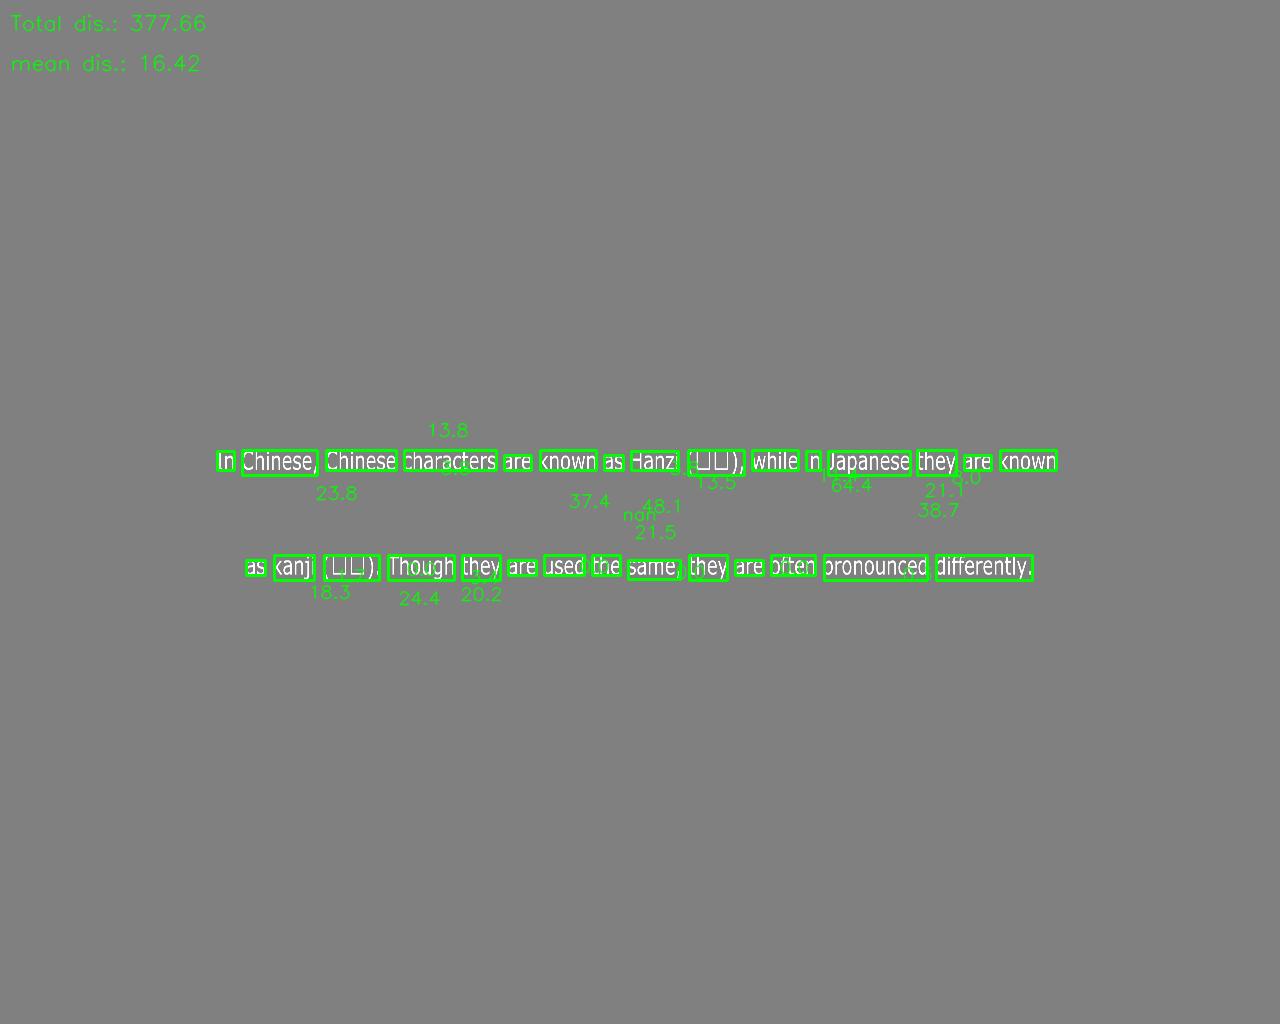 Total dis.: 377.66
mean dis.: 16.42
13.8
In Chinese, Chinese characters are known as Hanzi (□□), while in Japanese they are known
23.8
37.4
48.1
nan
21.5
13.5
64.4
21.1
38.7
as kanji (□□). Though they are used the same, they are often pronounced differently.
18.3
24.4
20.2